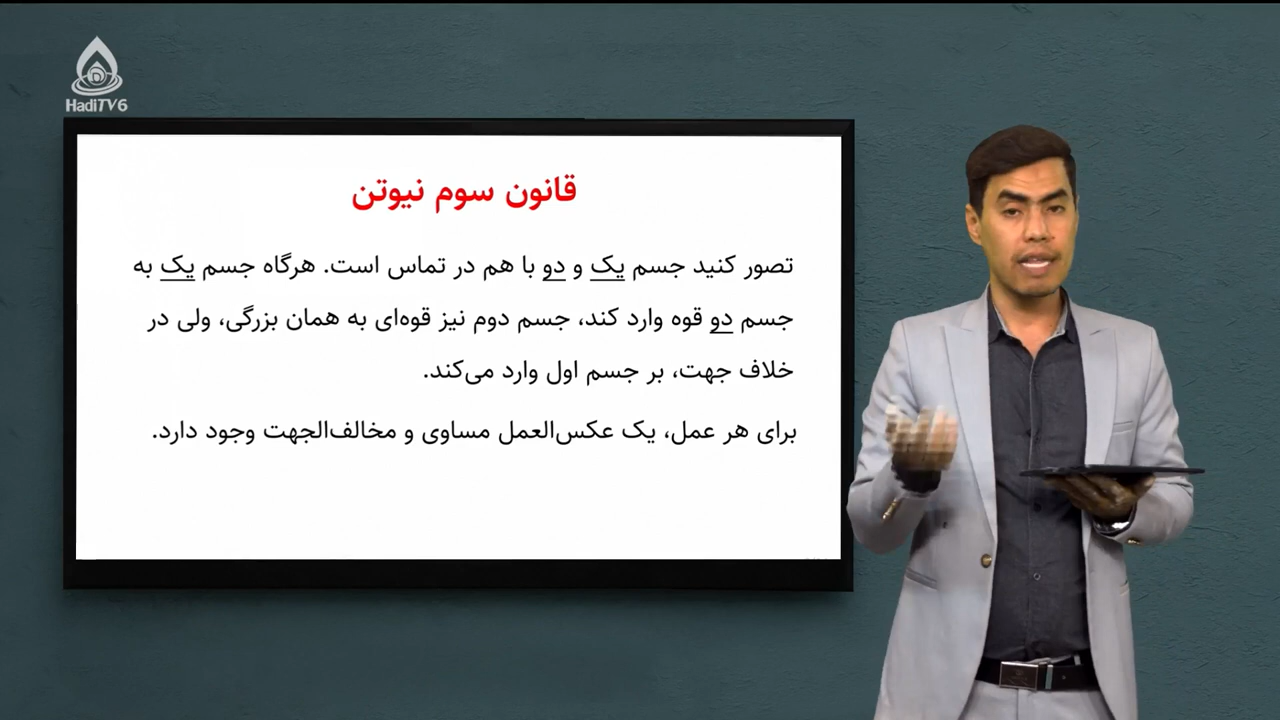 HadiTV6
قانون سوم نیوتن
تصور کنید جسم یک و دو با هم در تماس است. هرگاه جسم یک به
جسم دو قوه وارد کند، جسم دوم نیز قوه‌ای به همان بزرگی، ولی در
خلاف جهت، بر جسم اول وارد می‌کند.
برای هر عمل، یک عکس‌العمل مساوی و مخالف‌الجهت وجود دارد.